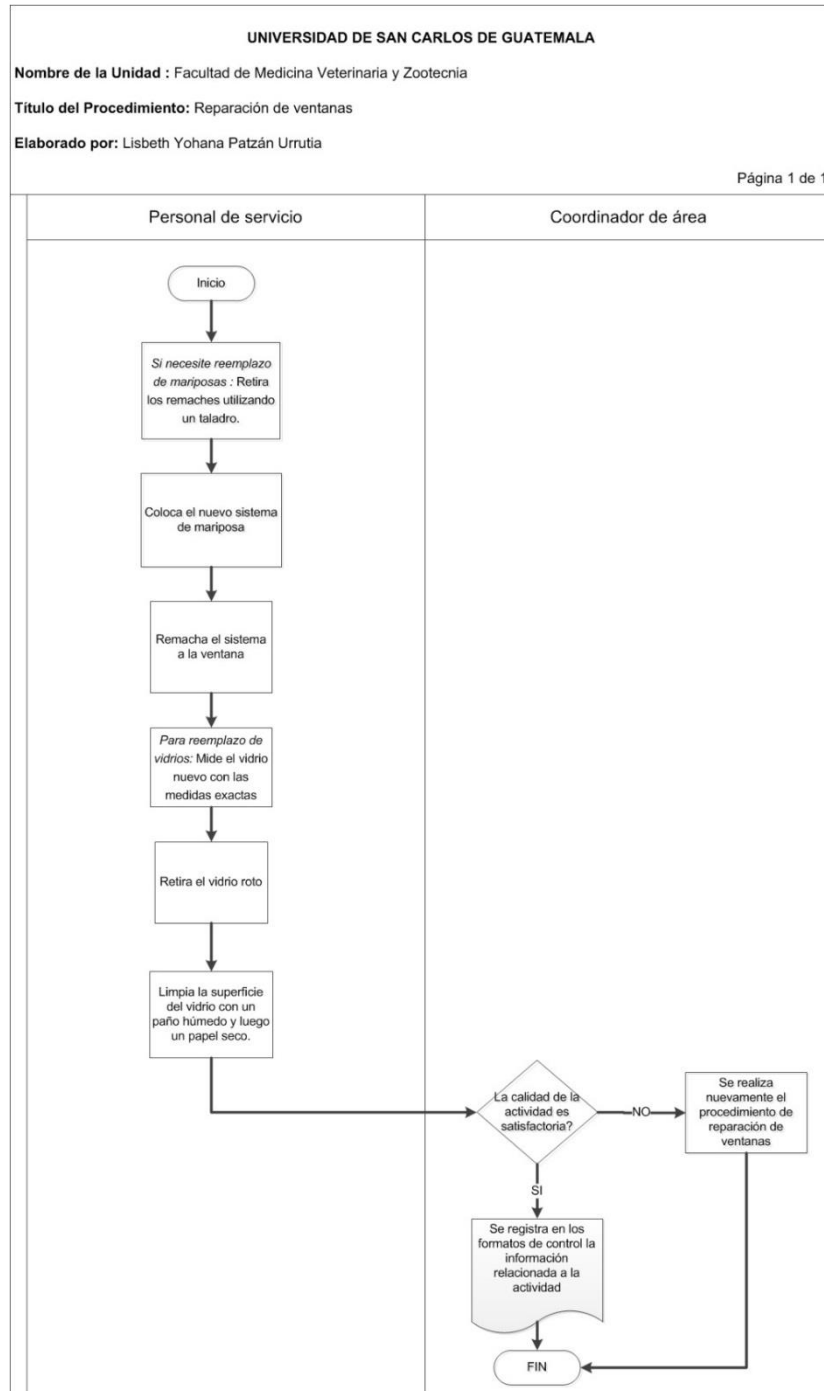 UNIVERSIDAD DE SAN CARLOS DE GUATEMALA
Nombre de la Unidad : Facultad de Medicina Veterinaria y Zootecnia
Título del Procedimiento: Reparación de ventanas
Elaborado por: Lisbeth Yohana Patzán Urrutia
Página 1 de 1
Personal de servicio
Coordinador de área
Inicio
Si necesite reemplazo
de mariposas : Retira
los remaches utilizando
un taladro.
Coloca el nuevo sistema
de mariposa
Remacha el sistema
a la ventana
Para reemplazo de
vidrios: Mide el vidrio
nuevo con las
medidas exactas
Retira el vidrio roto
Limpia la superficie
del vidrio con un
paño húmedo y luego
un papel seco.
La calidad de la
actividad es
satisfactoria?
NO
Se realiza
nuevamente el
procedimiento de
reparación de
ventanas
SI
Se registra en los
formatos de control la
información
relacionada a la
actividad
FIN